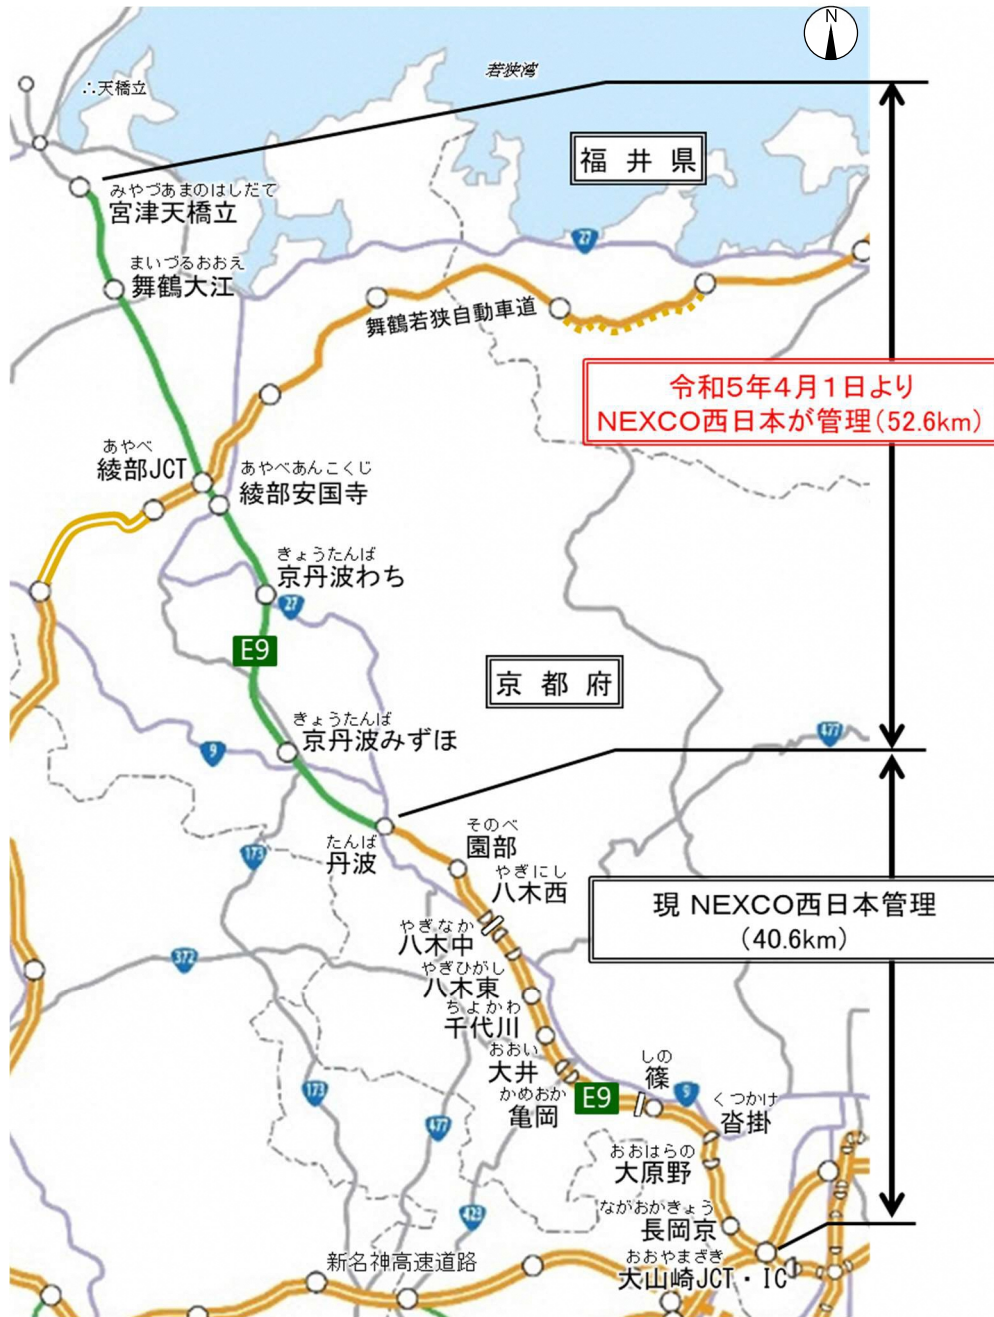 N
若狭湾
∴天橋立
福井県
みやづあまのはしだて
宮津天橋立
27
まいづるおおえ
舞鶴大江
舞鶴若狭自動車道
令和5年4月1日より
NEXCO西日本が管理(52.6km)
あやべ
綾部JCT
あやべあんこくじ
綾部安国寺
きょうたんば
京丹波わち
27
E9
京都府
きょうたんば
京丹波みずほ
9
477
たんば
丹波
そのべ
園部
173
やぎにし
八木西
現 NEXCO西日本管理
(40.6km)
やぎなか
八木中
372
やぎひがし
八木東
ちよかわ
千代川
おおい
大井
しの
篠
かめおか
亀岡
E9
9
くつかけ
沓掛
173
477
おおはらの
大原野
423
ながおかきょう
長岡京
新名神高速道路
おおやまざき
大山崎JCT・IC